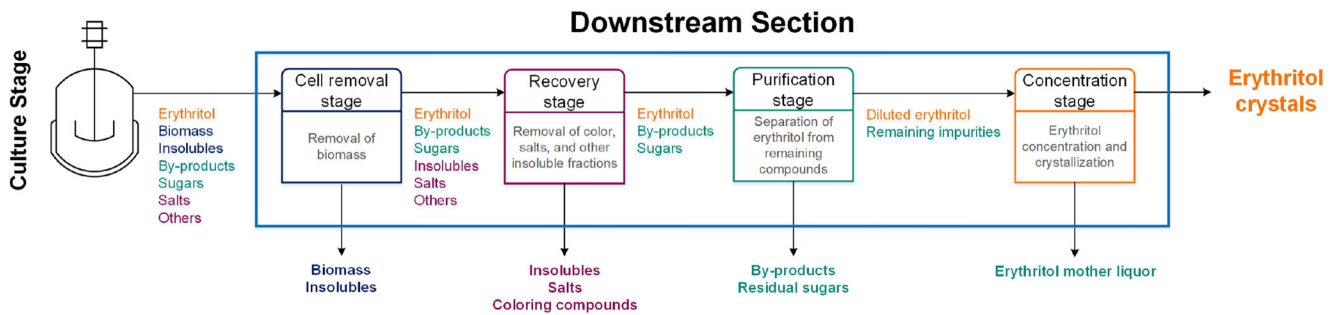 Downstream Section
Culture Stage
Erythritol
Biomass
Insolubles
By-products
Sugars
Salts
Others
Cell removal
stage
Removal of
biomass
Biomass
Insolubles
Erythritol
By-products
Sugars
Insolubles
Salts
Others
Recovery
stage
Removal of color,
salts, and other
insoluble fractions
Insolubles
Salts
Coloring compounds
Erythritol
By-products
Sugars
Purification
stage
Separation of
erythritol from
remaining
compounds
By-products
Residual sugars
Diluted erythritol
Remaining impurities
Concentration
stage
Erythritol
concentration and
crystallization
Erythritol mother liquor
Erythritol
crystals